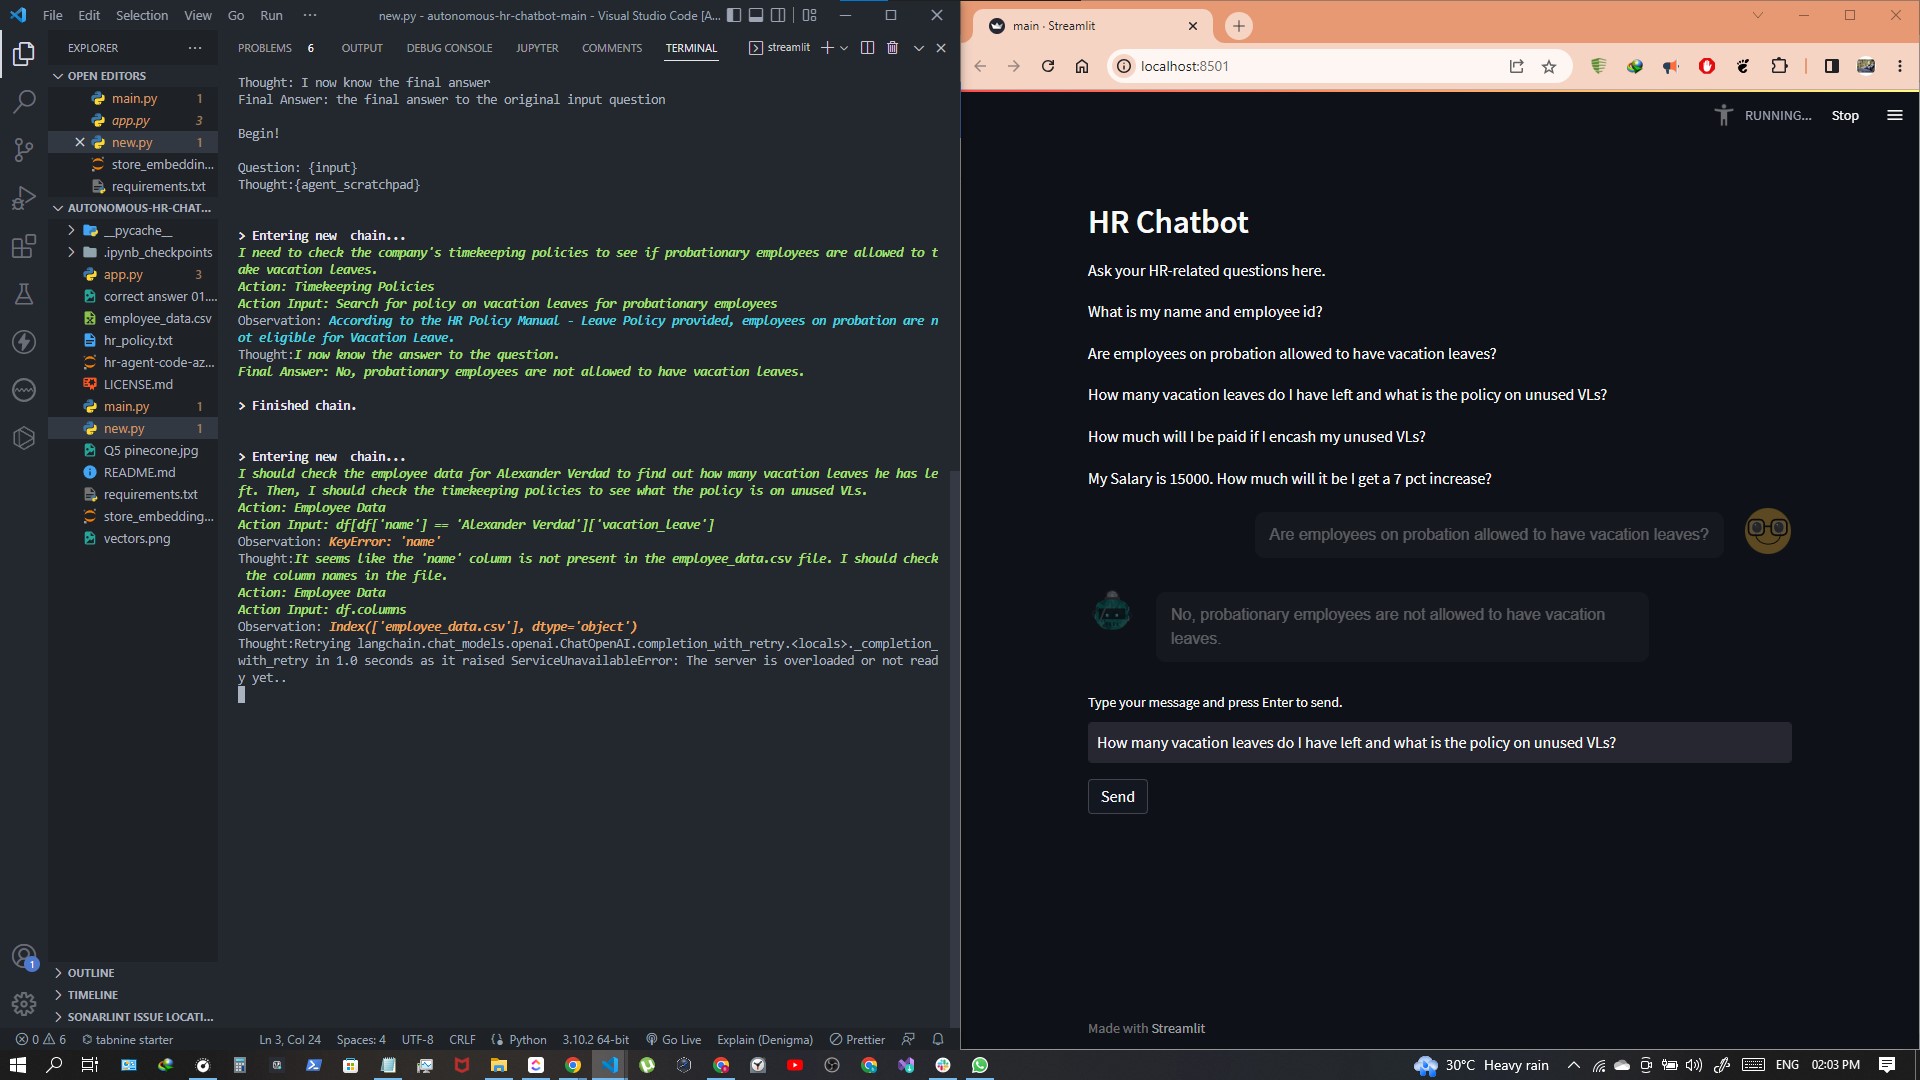 File Edit Selection View Go Run ··· new.py - autonomous-hr-chatbot-main - Visual Studio Code [A...
EXPLORER ···
OPEN EDITORS
main.py 1
app.py 3
new.py 1
store_embeddin...
requirements.txt
AUTONOMOUS-HR-CHAT...
__pycache__
.ipynb_checkpoints
app.py 3
correct answer 01....
employee_data.csv
hr_policy.txt
hr-agent-code-az...
LICENSE.md
main.py 1
new.py 1
Q5 pinecone.jpg
README.md
requirements.txt
store_embedding...
vectors.png
OUTLINE
TIMELINE
SONARLINT ISSUE LOCATI...
1
PROBLEMS 6 OUTPUT DEBUG CONSOLE JUPYTER COMMENTS TERMINAL streamlit
Thought: I now know the final answer
Final Answer: the final answer to the original input question
Begin!
Question: {input}
Thought:{agent_scratchpad}
> Entering new  chain...
I need to check the company's timekeeping policies to see if probationary employees are allowed to t
ake vacation leaves.
Action: Timekeeping Policies
Action Input: Search for policy on vacation leaves for probationary employees
Observation: According to the HR Policy Manual - Leave Policy provided, employees on probation are n
ot eligible for Vacation Leave.
Thought:I now know the answer to the question.
Final Answer: No, probationary employees are not allowed to have vacation leaves.
> Finished chain.
> Entering new  chain...
I should check the employee data for Alexander Verdad to find out how many vacation leaves he has le
ft. Then, I should check the timekeeping policies to see what the policy is on unused VLs.
Action: Employee Data
Action Input: df[df['name'] == 'Alexander Verdad']['vacation_leave']
Observation: KeyError: 'name'
Thought:It seems like the 'name' column is not present in the employee_data.csv file. I should check
the column names in the file.
Action: Employee Data
Action Input: df.columns
Observation: Index(['employee_data.csv'], dtype='object')
Thought:Retrying langchain.chat_models.openai.ChatOpenAI.completion_with_retry.<locals>._completion_
with_retry in 1.0 seconds as it raised ServiceUnavailableError: The server is overloaded or not read
y yet..
0 6 tabnine starter Ln 3, Col 24 Spaces: 4 UTF-8 CRLF Python 3.10.2 64-bit Go Live Explain (Denigma) Prettier
main · Streamlit
localhost:8501
RUNNING... Stop
HR Chatbot
Ask your HR-related questions here.
What is my name and employee id?
Are employees on probation allowed to have vacation leaves?
How many vacation leaves do I have left and what is the policy on unused VLs?
How much will I be paid if I encash my unused VLs?
My Salary is 15000. How much will it be I get a 7 pct increase?
Are employees on probation allowed to have vacation leaves?
No, probationary employees are not allowed to have vacation
leaves.
Type your message and press Enter to send.
How many vacation leaves do I have left and what is the policy on unused VLs?
Send
Made with Streamlit
30°C Heavy rain ENG 02:03 PM